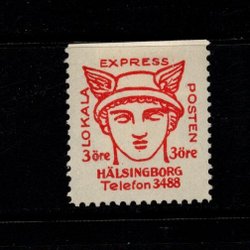 EXPRESS
LOKALA
POSTEN
3 öre 3 öre
HÄLSINGBORG
Telefon 3488